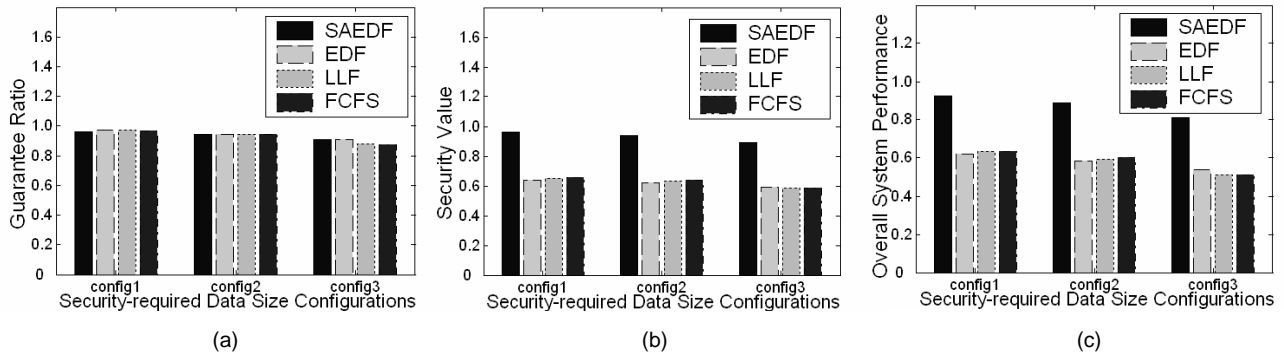 Guarantee Ratio
1.6
1.4
1.2
1.0
0.8
0.6
0.4
0.2
0
SAEDF
EDF
LLF
FCFS
config1
config2
config3
Security-required Data Size Configurations
(a)
Security Value
1.6
1.4
1.2
1.0
0.8
0.6
0.4
0.2
0
SAEDF
EDF
LLF
FCFS
config1
config2
config3
Security-required Data Size Configurations
(b)
Overall System Performance
1.2
1.0
0.8
0.6
0.4
0.2
0
SAEDF
EDF
LLF
FCFS
config1
config2
config3
Security-required Data Size Configurations
(c)